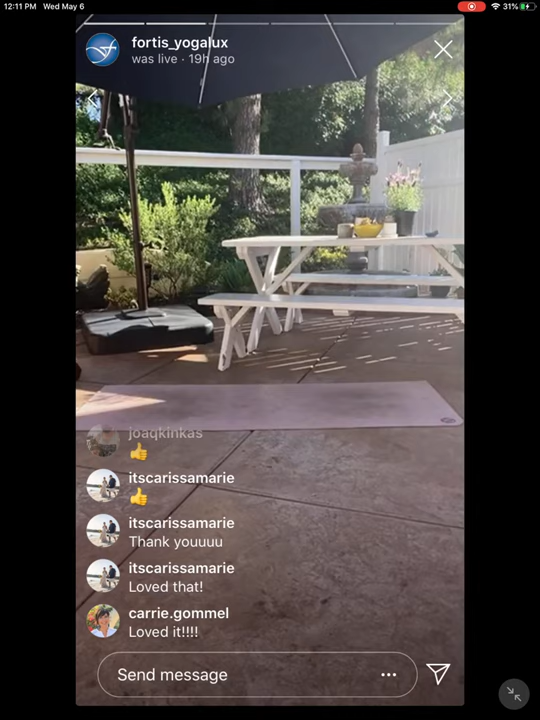 12:11 PM Wed May 6
31%
fortis_yogalux
was live · 19h ago
joaqkinkas
👍
itscarissamarie
👍
itscarissamarie
Thank youuuu
itscarissamarie
Loved that!
carrie.gommel
Loved it!!!!
Send message